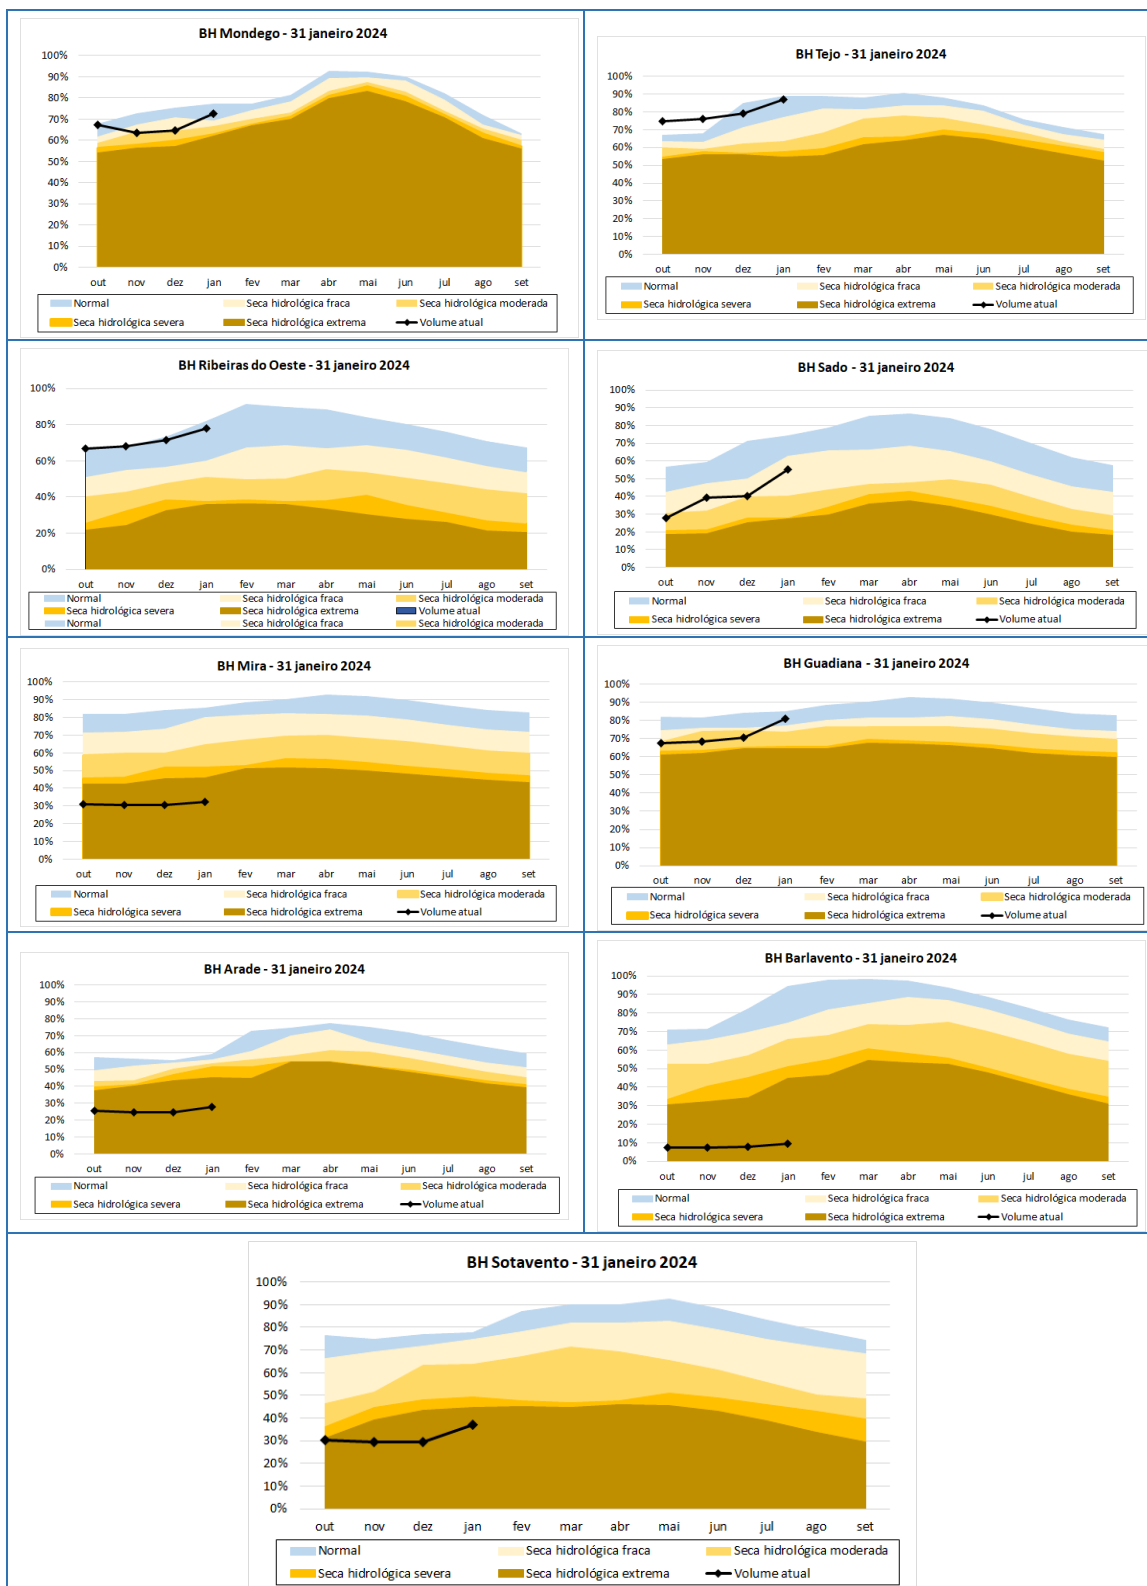 BH Mondego - 31 janeiro 2024
100%
90%
80%
70%
60%
50%
40%
30%
20%
10%
0%
out nov dez jan fev mar abr mai jun jul ago set
Normal Seca hidrológica fraca Seca hidrológica moderada
Seca hidrológica severa Seca hidrológica extrema Volume atual
BH Tejo - 31 janeiro 2024
100%
90%
80%
70%
60%
50%
40%
30%
20%
10%
0%
out nov dez jan fev mar abr mai jun jul ago set
Normal Seca hidrológica fraca Seca hidrológica moderada
Seca hidrológica severa Seca hidrológica extrema Volume atual
BH Ribeiras do Oeste - 31 janeiro 2024
100%
80%
60%
40%
20%
0%
out nov dez jan fev mar abr mai jun jul ago set
Normal Seca hidrológica fraca Seca hidrológica moderada
Seca hidrológica severa Seca hidrológica extrema Volume atual
Normal Seca hidrológica fraca Seca hidrológica moderada
BH Sado - 31 janeiro 2024
100%
90%
80%
70%
60%
50%
40%
30%
20%
10%
0%
out nov dez jan fev mar abr mai jun jul ago set
Normal Seca hidrológica fraca Seca hidrológica moderada
Seca hidrológica severa Seca hidrológica extrema Volume atual
BH Mira - 31 janeiro 2024
100%
90%
80%
70%
60%
50%
40%
30%
20%
10%
0%
out nov dez jan fev mar abr mai jun jul ago set
Normal Seca hidrológica fraca Seca hidrológica moderada
Seca hidrológica severa Seca hidrológica extrema Volume atual
BH Guadiana - 31 janeiro 2024
100%
90%
80%
70%
60%
50%
40%
30%
20%
10%
0%
out nov dez jan fev mar abr mai jun jul ago set
Normal Seca hidrológica fraca Seca hidrológica moderada
Seca hidrológica severa Seca hidrológica extrema Volume atual
BH Arade - 31 janeiro 2024
100%
90%
80%
70%
60%
50%
40%
30%
20%
10%
0%
out nov dez jan fev mar abr mai jun jul ago set
Normal Seca hidrológica fraca Seca hidrológica moderada
Seca hidrológica severa Seca hidrológica extrema Volume atual
BH Barlavento - 31 janeiro 2024
100%
90%
80%
70%
60%
50%
40%
30%
20%
10%
0%
out nov dez jan fev mar abr mai jun jul ago set
Normal Seca hidrológica fraca Seca hidrológica moderada
Seca hidrológica severa Seca hidrológica extrema Volume atual
BH Sotavento - 31 janeiro 2024
100%
90%
80%
70%
60%
50%
40%
30%
20%
10%
0%
out nov dez jan fev mar abr mai jun jul ago set
Normal Seca hidrológica fraca Seca hidrológica moderada
Seca hidrológica severa Seca hidrológica extrema Volume atual